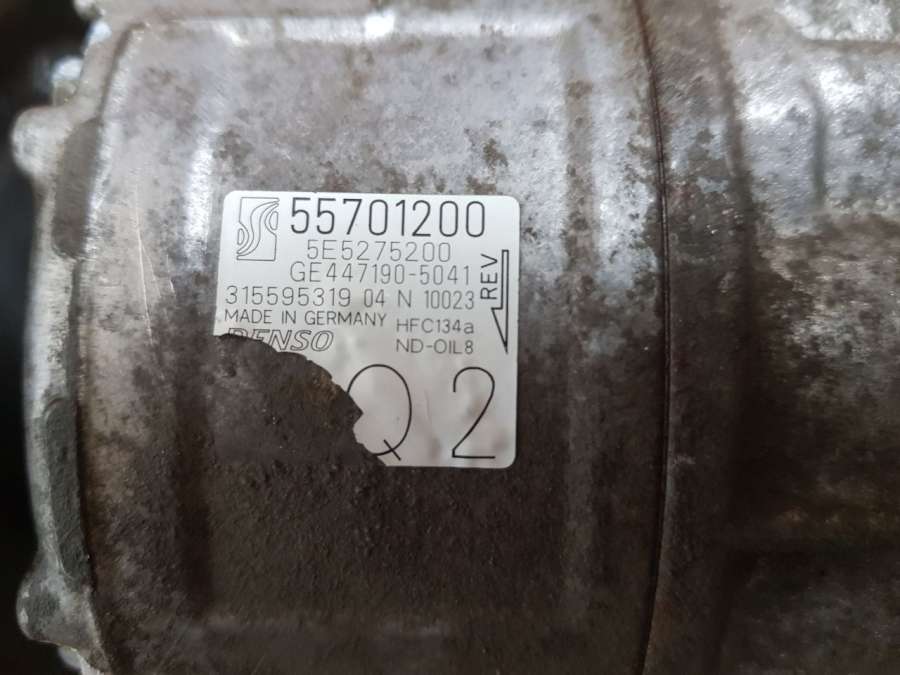 55701200
5E5275200
GE447190-5041
REV
315595319 04 N 10023
MADE IN GERMANY HFC134a
DENSO ND-OIL8
Q2